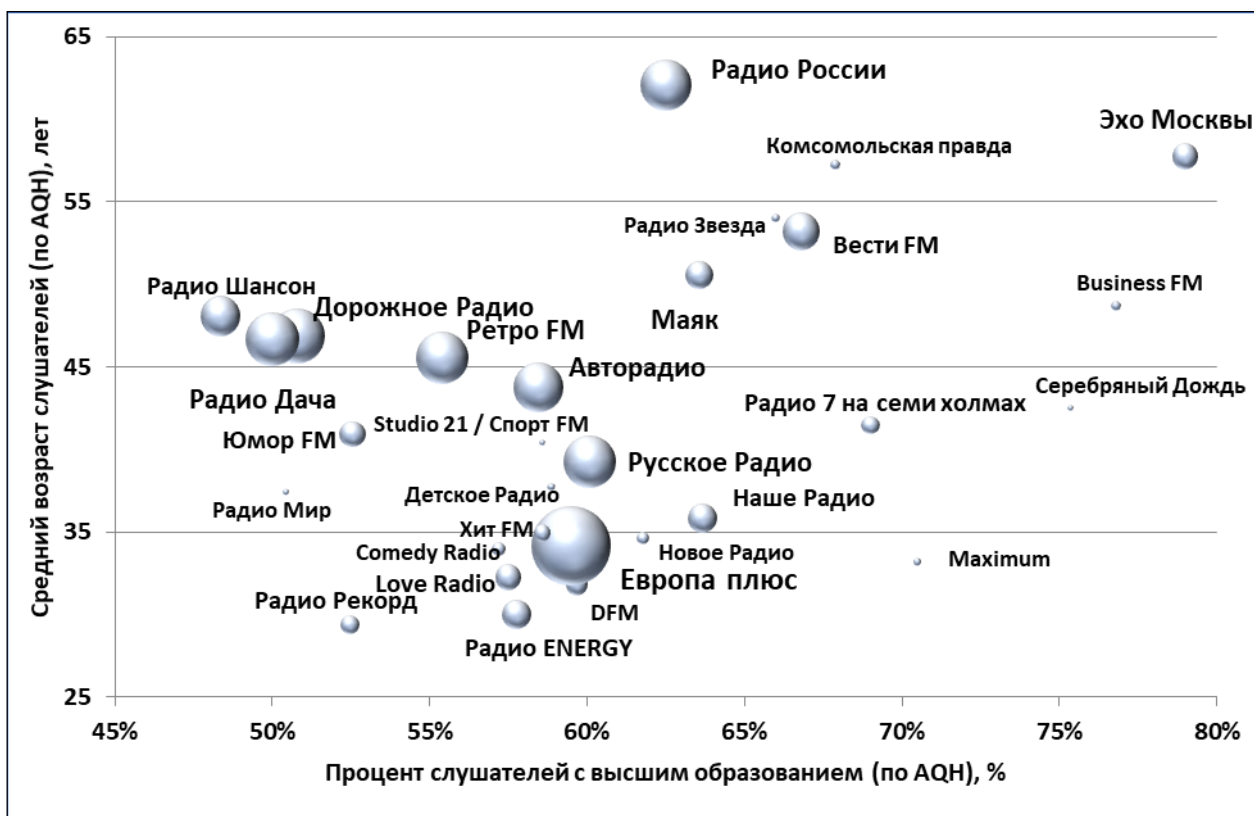 65
Радио России
Эхо Москвы
Комсомольская правда
55
Радио Звезда
Вести FM
Радио Шансон
Business FM
Дорожное Радио
Маяк
Ретро FM
45
Авторадио
Серебряный Дождь
Радио Дача
Радио 7 на семи холмах
Studio 21 / Спорт FM
Юмор FM
Русское Радио
Детское Радио
Наше Радио
Радио Мир
35
Хит FM
Comedy Radio
Новое Радио
Maximum
Love Radio
Европа плюс
Радио Рекорд
DFM
Радио ENERGY
25
45%
50%
55%
60%
65%
70%
75%
80%
Процент слушателей с высшим образованием (по AQH), %
Средний возраст слушателей (по AQH), лет